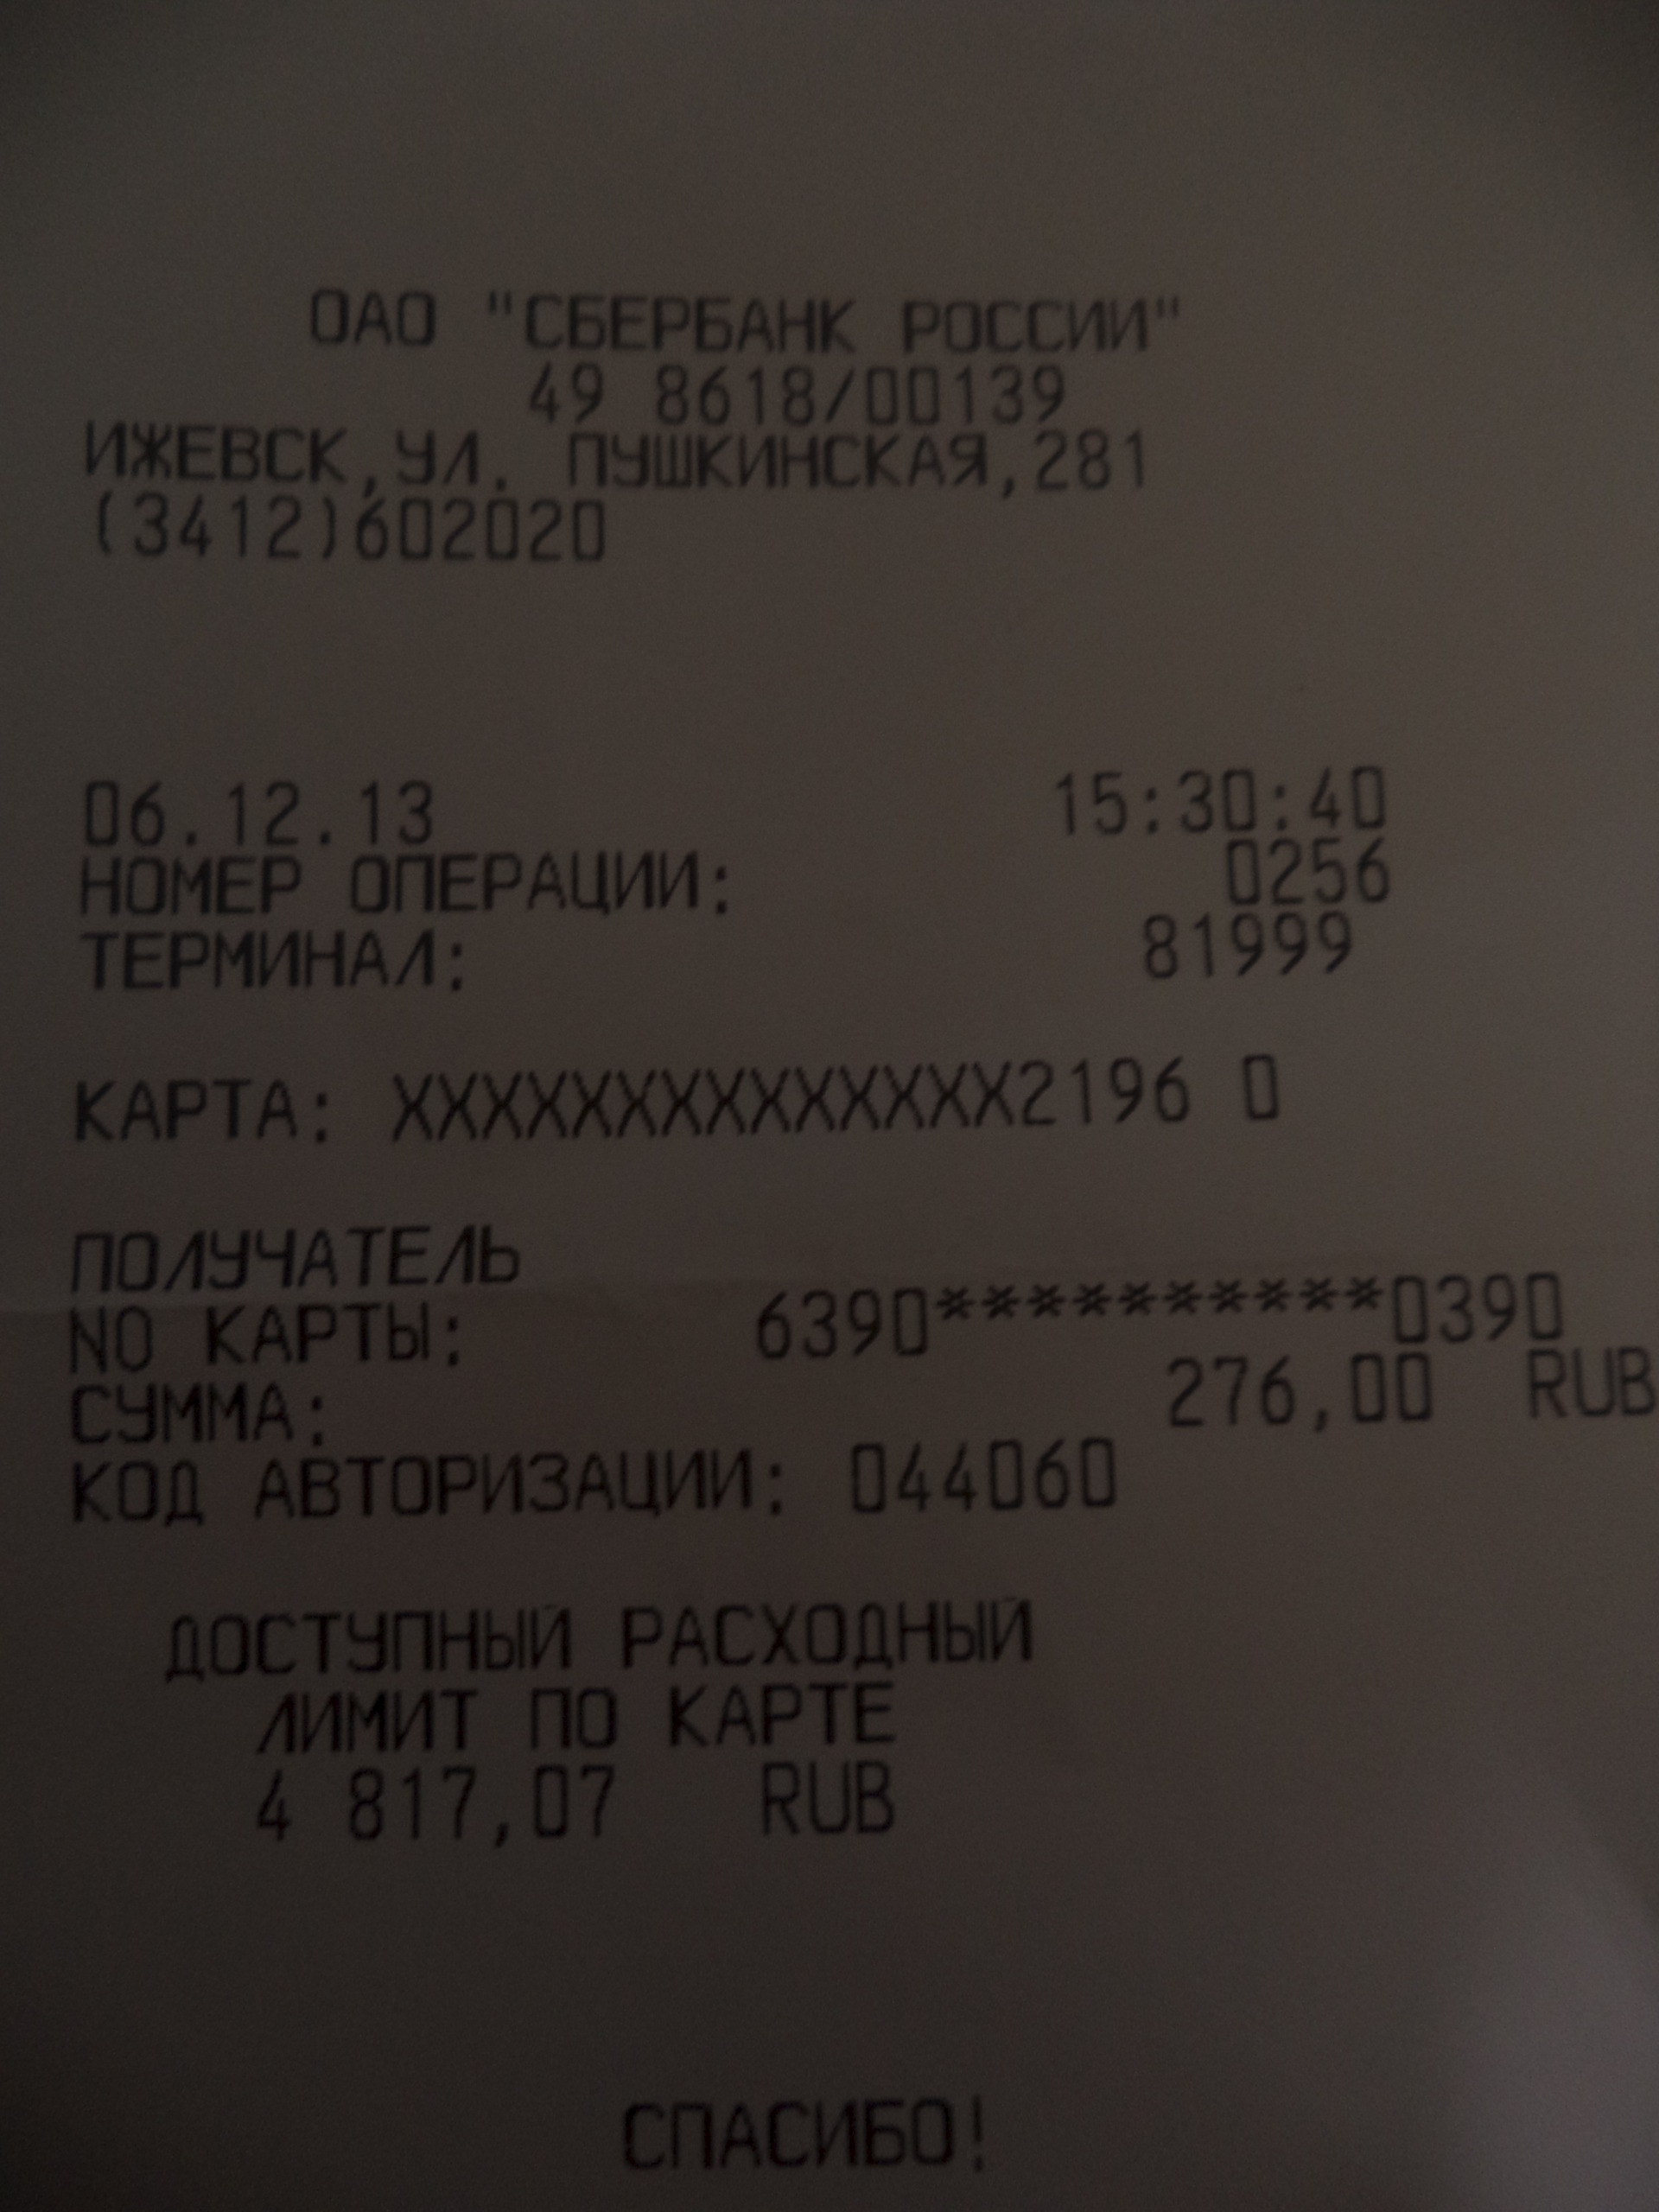 ОАО "СБЕРБАНК РОССИИ"
49 8618/00139
ИЖЕВСК,УЛ. ПУШКИНСКАЯ,281
(3412)602020
06.12.13 15:30:40
НОМЕР ОПЕРАЦИИ: 0256
ТЕРМИНАЛ: 81999
КАРТА: XXXXXXXXXXXXXX2196 0
ПОЛУЧАТЕЛЬ
NO КАРТЫ: 6390**********0390
СУММА: 276,00 RUB
КОД АВТОРИЗАЦИИ: 044060
ДОСТУПНЫЙ РАСХОДНЫЙ
ЛИМИТ ПО КАРТЕ
4 817,07 RUB
СПАСИБО!